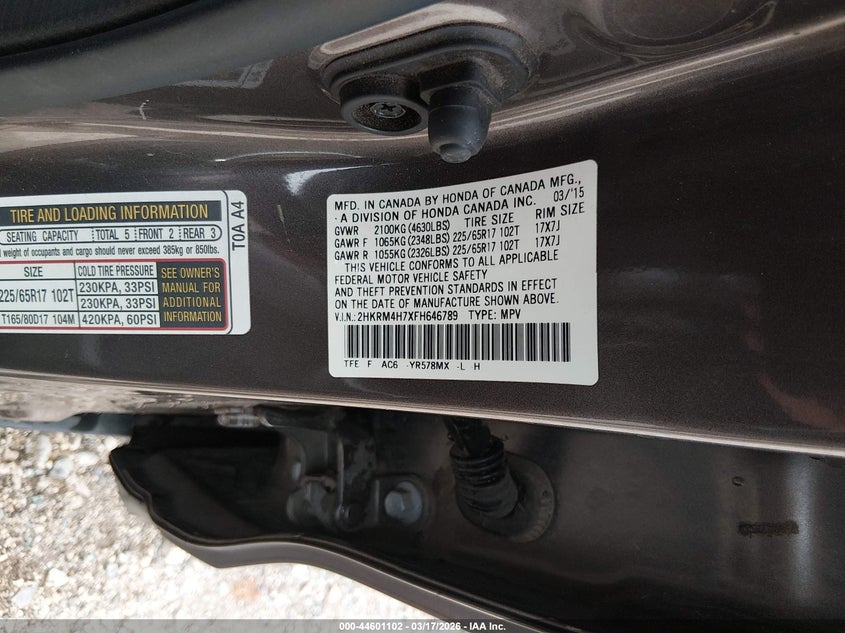 TIRE AND LOADING INFORMATION
SEATING CAPACITY TOTAL 5 FRONT 2 REAR 3
weight of occupants and cargo should never exceed 385kg or 850lbs.
SIZE COLD TIRE PRESSURE
225/65R17 102T 230KPA, 33PSI
230KPA, 33PSI
T165/80D17 104M 420KPA, 60PSI
SEE OWNER'S
MANUAL FOR
ADDITIONAL
INFORMATION
T0A A4
MFD. IN CANADA BY HONDA OF CANADA MFG.,
· A DIVISION OF HONDA CANADA INC. 03/'15
GVWR 2100KG (4630LBS) TIRE SIZE RIM SIZE
GAWR F 1065KG (2348LBS) 225/65R17 102T 17X7J
GAWR R 1055KG (2326LBS) 225/65R17 102T 17X7J
THIS VEHICLE CONFORMS TO ALL APPLICABLE
FEDERAL MOTOR VEHICLE SAFETY
AND THEFT PREVENTION STANDARDS IN EFFECT
ON THE DATE OF MANUFACTURE SHOWN ABOVE.
V.I.N.: 2HKRM4H7XFH646789 TYPE: MPV
TFE F AC6 -YR578MX -L H
000-44601102 — 03/17/2026 — IAA Inc.